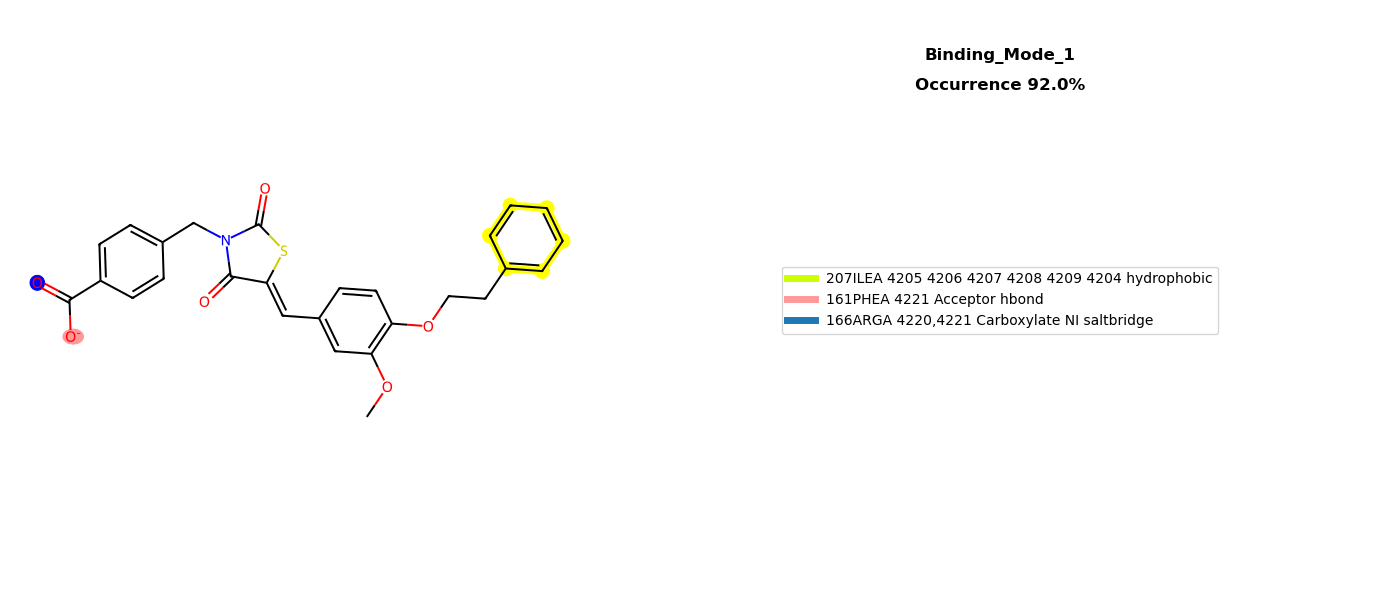 Binding_Mode_1
Occurrence 92.0%
O
N
S
O
O
O⁻
O
O
O
207ILEA 4205 4206 4207 4208 4209 4204 hydrophobic
161PHEA 4221 Acceptor hbond
166ARGA 4220,4221 Carboxylate NI saltbridge